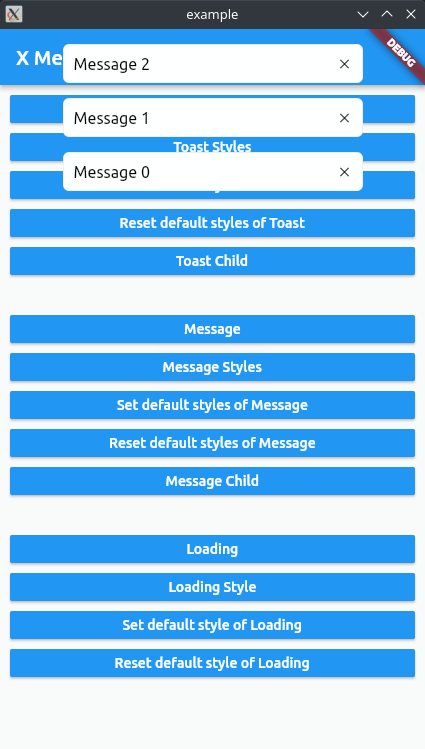 example
X Me
DEBUG
Message 2
Message 1
Toast Styles
Message 0
Reset default styles of Toast
Toast Child
Message
Message Styles
Set default styles of Message
Reset default styles of Message
Message Child
Loading
Loading Style
Set default style of Loading
Reset default style of Loading